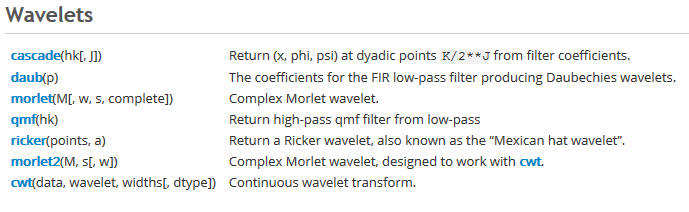 Wavelets
cascade(hk[, J]) Return (x, phi, psi) at dyadic points K/2**J from filter coefficients.
daub(p) The coefficients for the FIR low-pass filter producing Daubechies wavelets.
morlet(M[, w, s, complete]) Complex Morlet wavelet.
qmf(hk) Return high-pass qmf filter from low-pass
ricker(points, a) Return a Ricker wavelet, also known as the “Mexican hat wavelet”.
morlet2(M, s[, w]) Complex Morlet wavelet, designed to work with cwt.
cwt(data, wavelet, widths[, dtype]) Continuous wavelet transform.